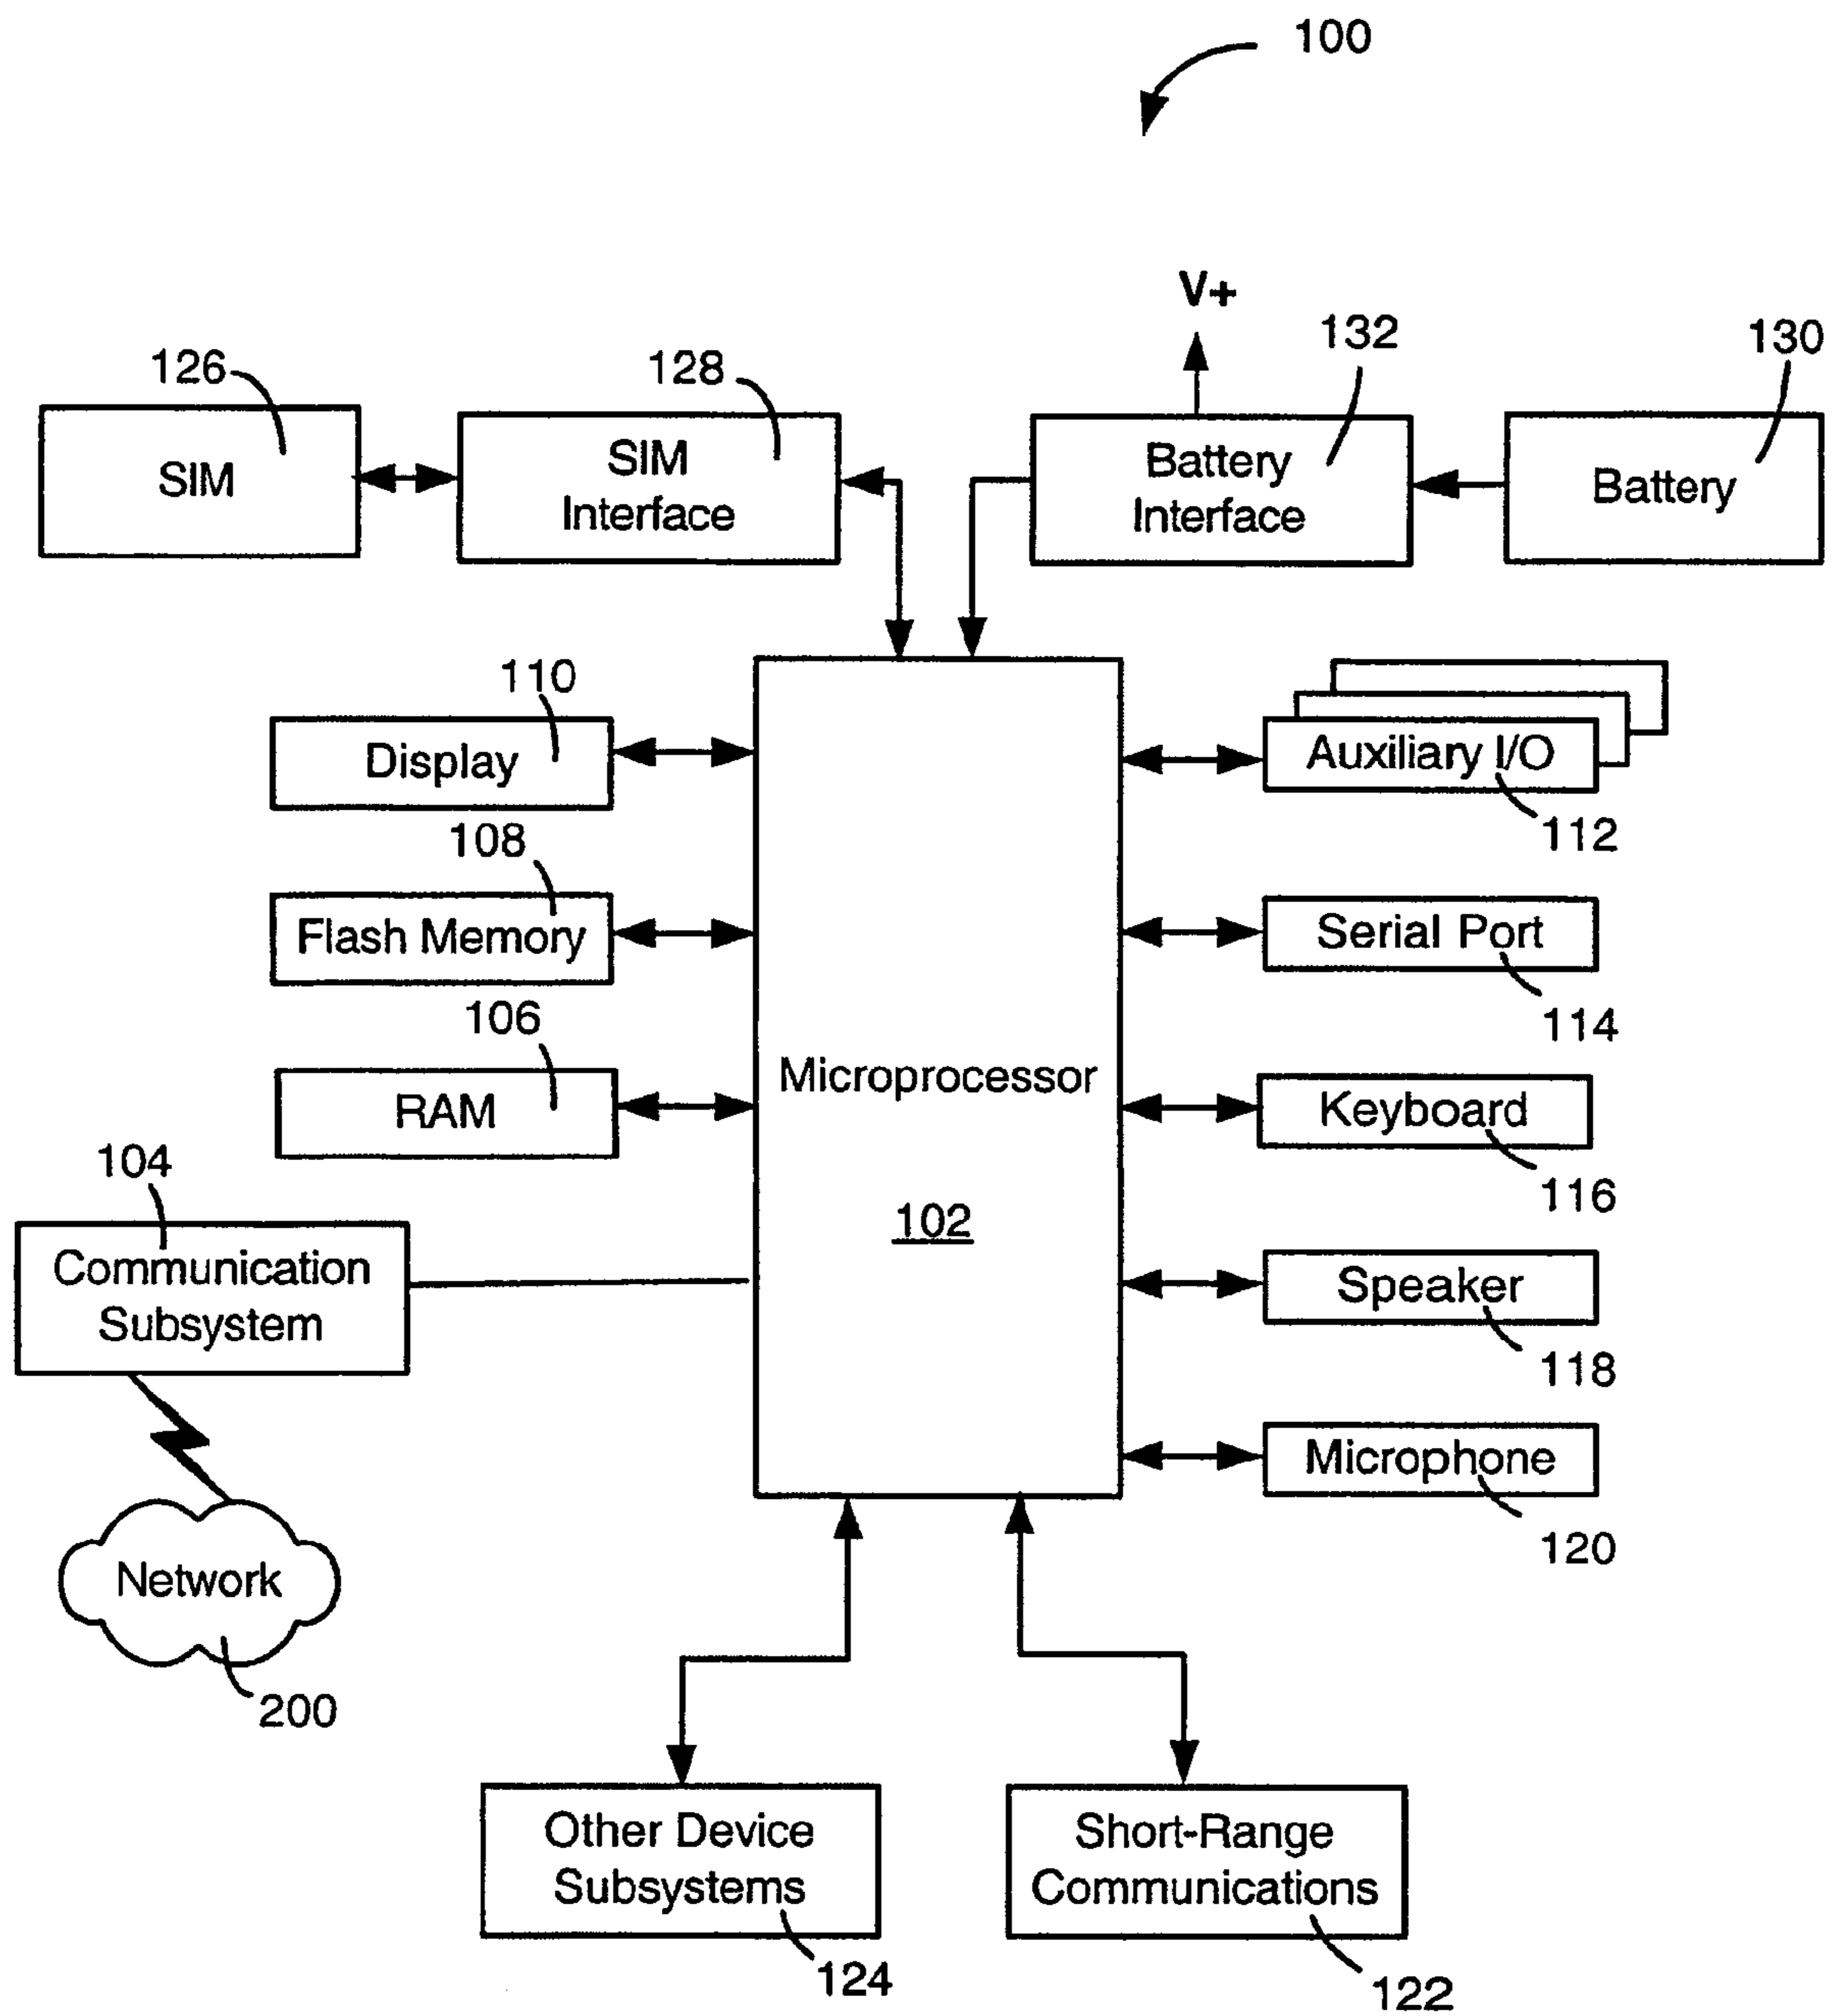 100
V+
126
128
132
130
SIM
SIM
Interface
Battery
Interface
Battery
110
Display
Auxiliary I/O
112
108
Flash Memory
Serial Port
114
106
RAM
Microprocessor
102
Keyboard
116
104
Communication
Subsystem
Speaker
118
Microphone
120
Network
200
Other Device
Subsystems
124
Short-Range
Communications
122